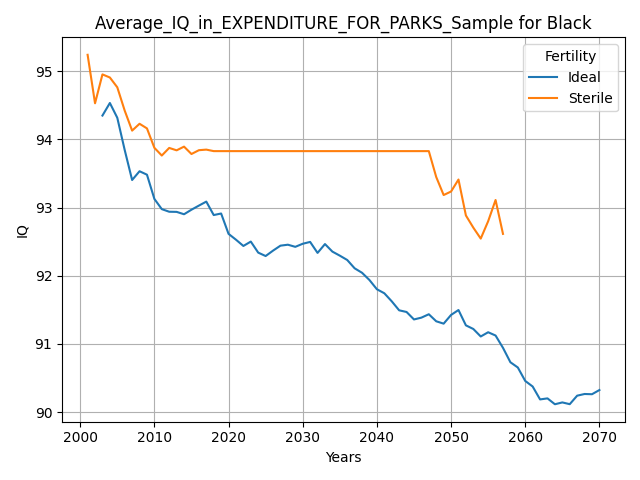 Average_IQ_in_EXPENDITURE_FOR_PARKS_Sample for Black
Fertility
Ideal
Sterile
95
94
93
92
91
90
IQ
2000 2010 2020 2030 2040 2050 2060 2070
Years